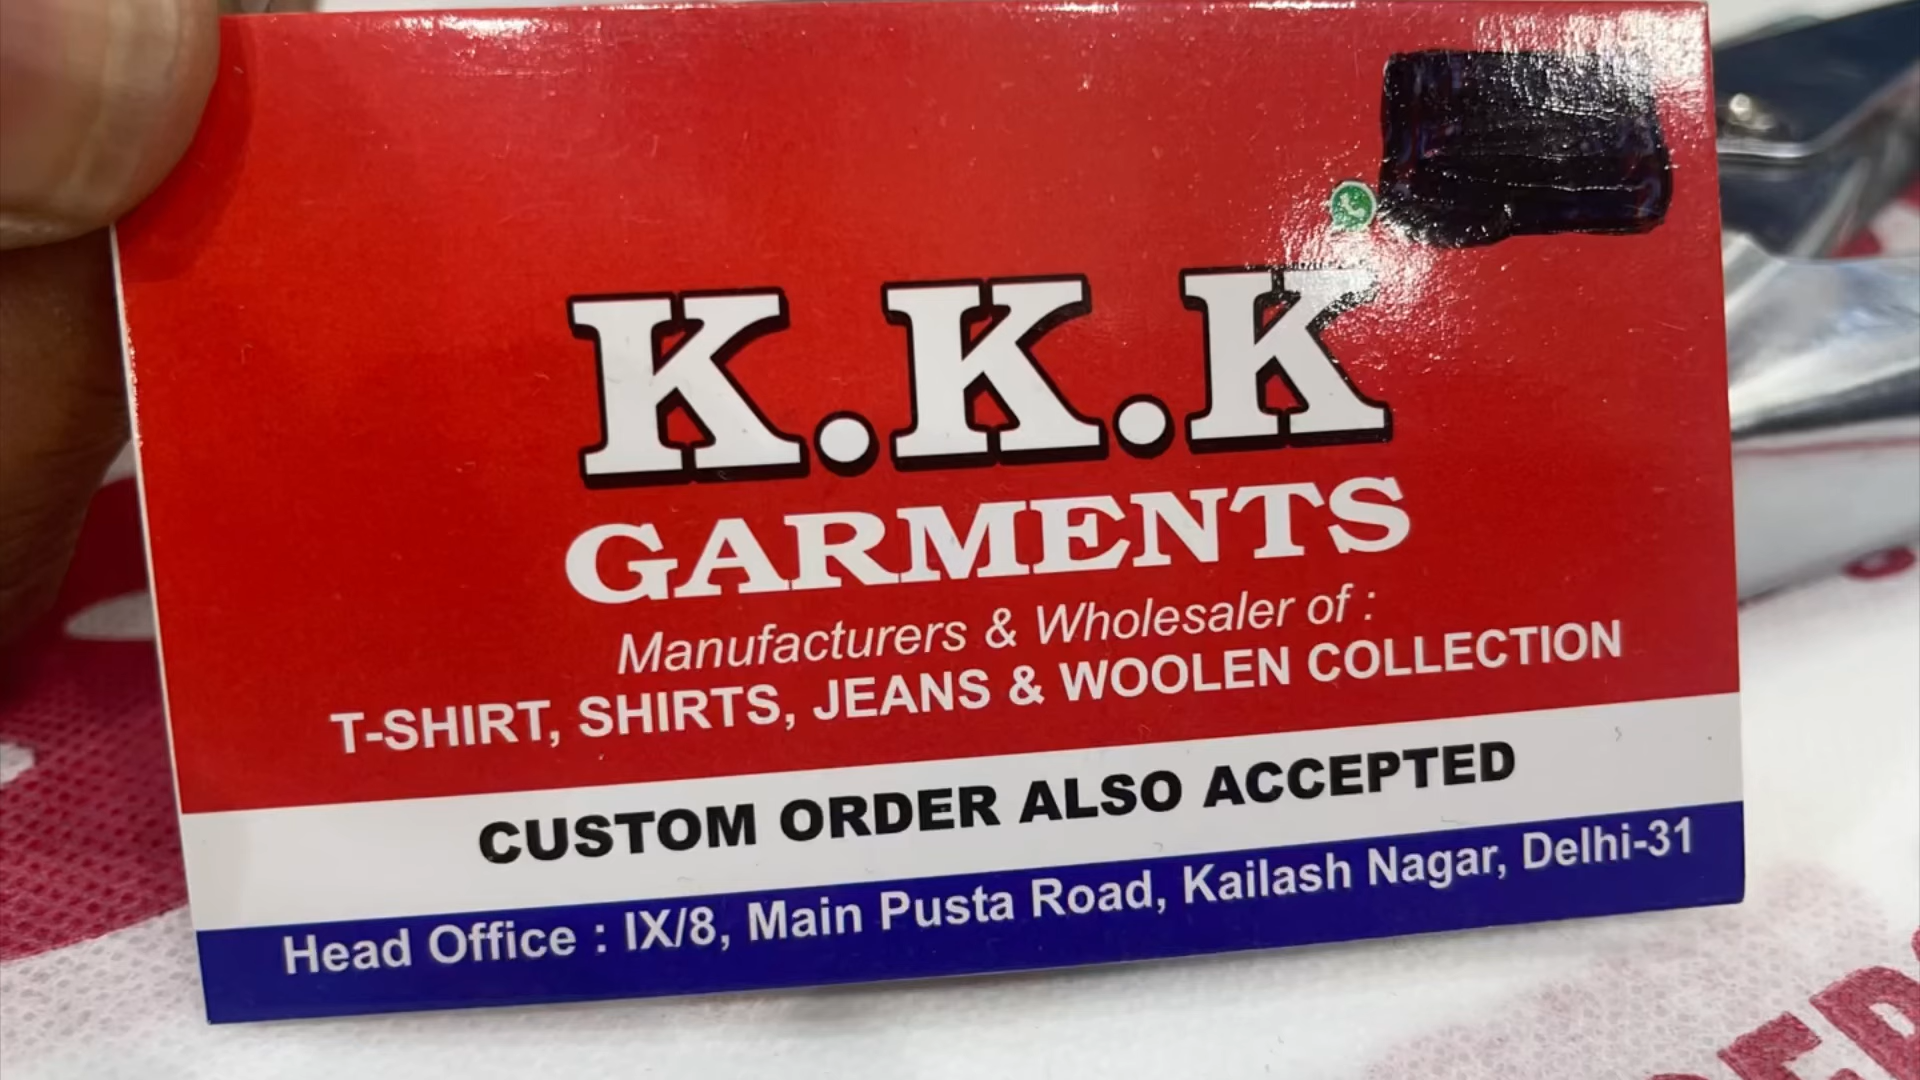 K.K.K
GARMENTS
Manufacturers & Wholesaler of :
T-SHIRT, SHIRTS, JEANS & WOOLEN COLLECTION
CUSTOM ORDER ALSO ACCEPTED
Head Office : IX/8, Main Pusta Road, Kailash Nagar, Delhi-31